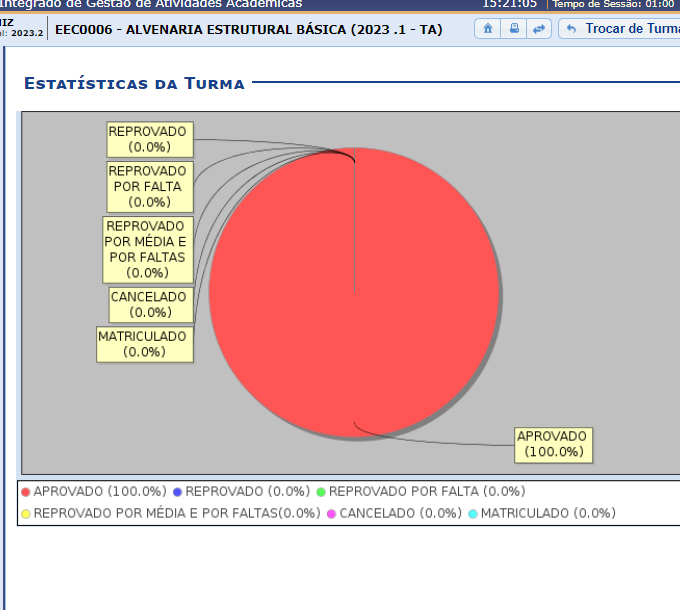 Integrado de Gestão de Atividades Acadêmicas 15:21:05 Tempo de Sessão: 01:00
IZ
l: 2023.2
EEC0006 - ALVENARIA ESTRUTURAL BÁSICA (2023 .1 - TA)
Trocar de Turma
Estatísticas da Turma
REPROVADO
(0.0%)
REPROVADO
POR FALTA
(0.0%)
REPROVADO
POR MÉDIA E
POR FALTAS
(0.0%)
CANCELADO
(0.0%)
MATRICULADO
(0.0%)
APROVADO
(100.0%)
APROVADO (100.0%) REPROVADO (0.0%) REPROVADO POR FALTA (0.0%)
REPROVADO POR MÉDIA E POR FALTAS(0.0%) CANCELADO (0.0%) MATRICULADO (0.0%)